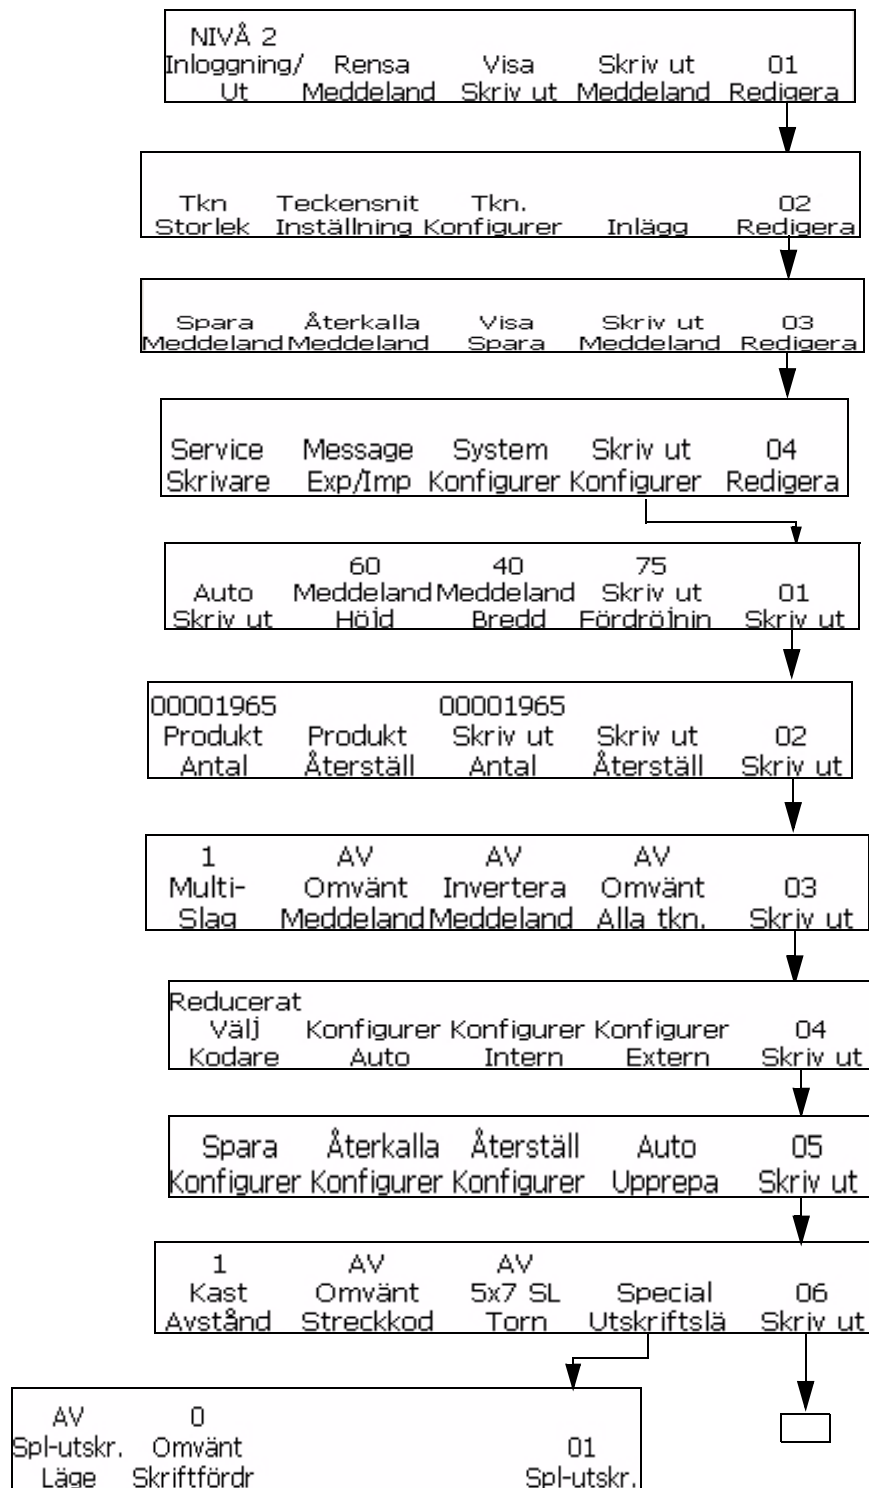 NIVÅ 2
Inloggning/ Rensa Visa Skriv ut 01
Ut Meddeland Skriv ut Meddeland Redigera
Tkn Teckensnit Tkn. 02
Storlek Inställning Konfigurer Inlägg Redigera
Spara Återkalla Visa Skriv ut 03
Meddeland Meddeland Spara Meddeland Redigera
Service Message System Skriv ut 04
Skrivare Exp/Imp Konfigurer Konfigurer Redigera
60 40 75
Auto Meddeland Meddeland Skriv ut 01
Skriv ut Höjd Bredd Fördröjnin Skriv ut
00001965 00001965
Produkt Produkt Skriv ut Skriv ut 02
Antal Återställ Antal Återställ Skriv ut
1 AV AV AV
Multi- Omvänt Invertera Omvänt 03
Slag Meddeland Meddeland Alla tkn. Skriv ut
Reducerat
Välj Konfigurer Konfigurer Konfigurer 04
Kodare Auto Intern Extern Skriv ut
Spara Återkalla Återställ Auto 05
Konfigurer Konfigurer Konfigurer Upprepa Skriv ut
1 AV AV
Kast Omvänt 5x7 SL Special 06
Avstånd Streckkod Torn Utskriftslä Skriv ut
AV 0
Spl-utskr. Omvänt 01
Läge Skriftfördr Spl-utskr.